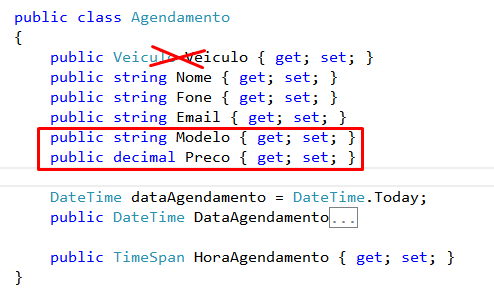 public class Agendamento
{
public Veiculo Veiculo { get; set; }
public string Nome { get; set; }
public string Fone { get; set; }
public string Email { get; set; }
public string Modelo { get; set; }
public decimal Preco { get; set; }
DateTime dataAgendamento = DateTime.Today;
public DateTime DataAgendamento...
public TimeSpan HoraAgendamento { get; set; }
}